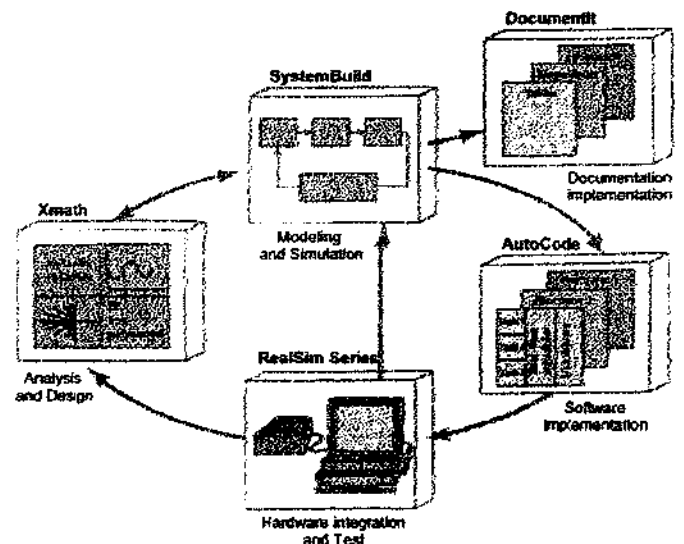 DocumentIt
SystemBuild
Documentation
implementation
Xmath
Modeling
and Simulation
AutoCode
RealSim Series
Analysis
and Design
Software
Implementation
Hardware integration
and Test